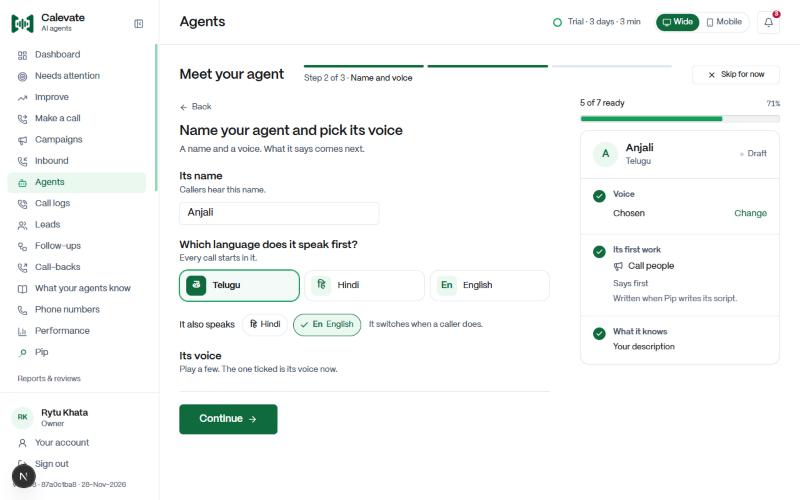 Calevate
AI agents
Dashboard
Needs attention
Improve
Make a call
Campaigns
Inbound
Agents
Call logs
Leads
Follow-ups
Call-backs
What your agents know
Phone numbers
Performance
Pip
Reports & reviews
RK
Rytu Khata
Owner
Your account
Sign out
N
87a0c1ba8 · 28-Nov-2026
Agents
Trial · 3 days · 3 min
Wide
Mobile
8
Meet your agent
Step 2 of 3 · Name and voice
Skip for now
Back
Name your agent and pick its voice
A name and a voice. What it says comes next.
Its name
Callers hear this name.
Anjali
Which language does it speak first?
Every call starts in it.
తె Telugu
हि Hindi
En English
It also speaks
हि Hindi
En English
It switches when a caller does.
Its voice
Play a few. The one ticked is its voice now.
Continue
5 of 7 ready
71%
A
Anjali
Telugu
Draft
Voice
Chosen
Change
Its first work
Call people
Says first
Written when Pip writes its script.
What it knows
Your description